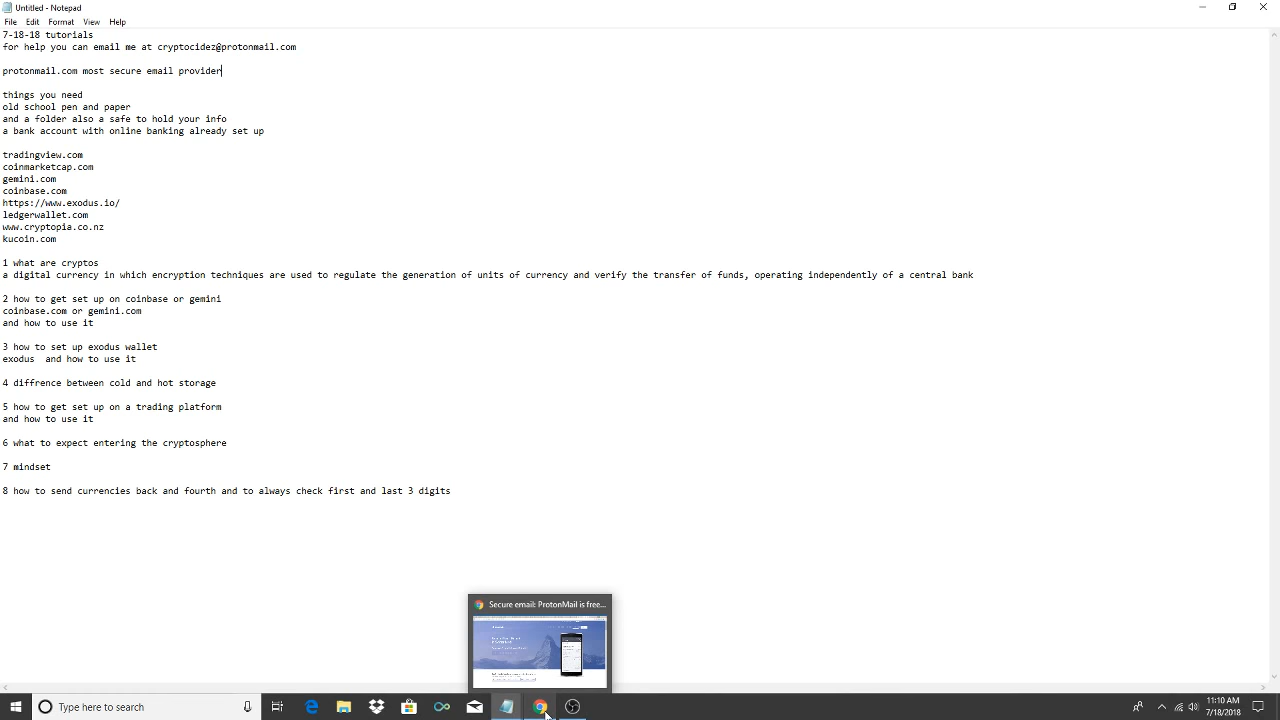 Untitled - Notepad
File Edit Format View Help
7-18-18 tutorials
for help you can email me at cryptocidez@protonmail.com
protonmail.com most secure email provider
things you need
old school pen and paper
and a folder also a safe to hold your info
a bank account with online banking already set up
tradingview.com
coinmarketcap.com
gemini.com
coinbase.com
https://www.exodus.io/
ledgerwallet.com
www.cryptopia.co.nz
kucoin.com
1 what are cryptos
a digital currency in which encryption techniques are used to regulate the generation of units of currency and verify the transfer of funds, operating independently of a central bank
2 how to get set up on coinbase or gemini
coinbase.com or gemini.com
and how to use it
3 how to set up exodus wallet
exodus  and how to use it
4 diffrence between cold and hot storage
5 how to get set up on a trading platform
and how to use it
6 what to expect entering the cryptosphere
7 mindset
8 how to send currencies back and fourth and to always check first and last 3 digits
Secure email: ProtonMail is free...
Type here to search
11:10 AM
7/18/2018